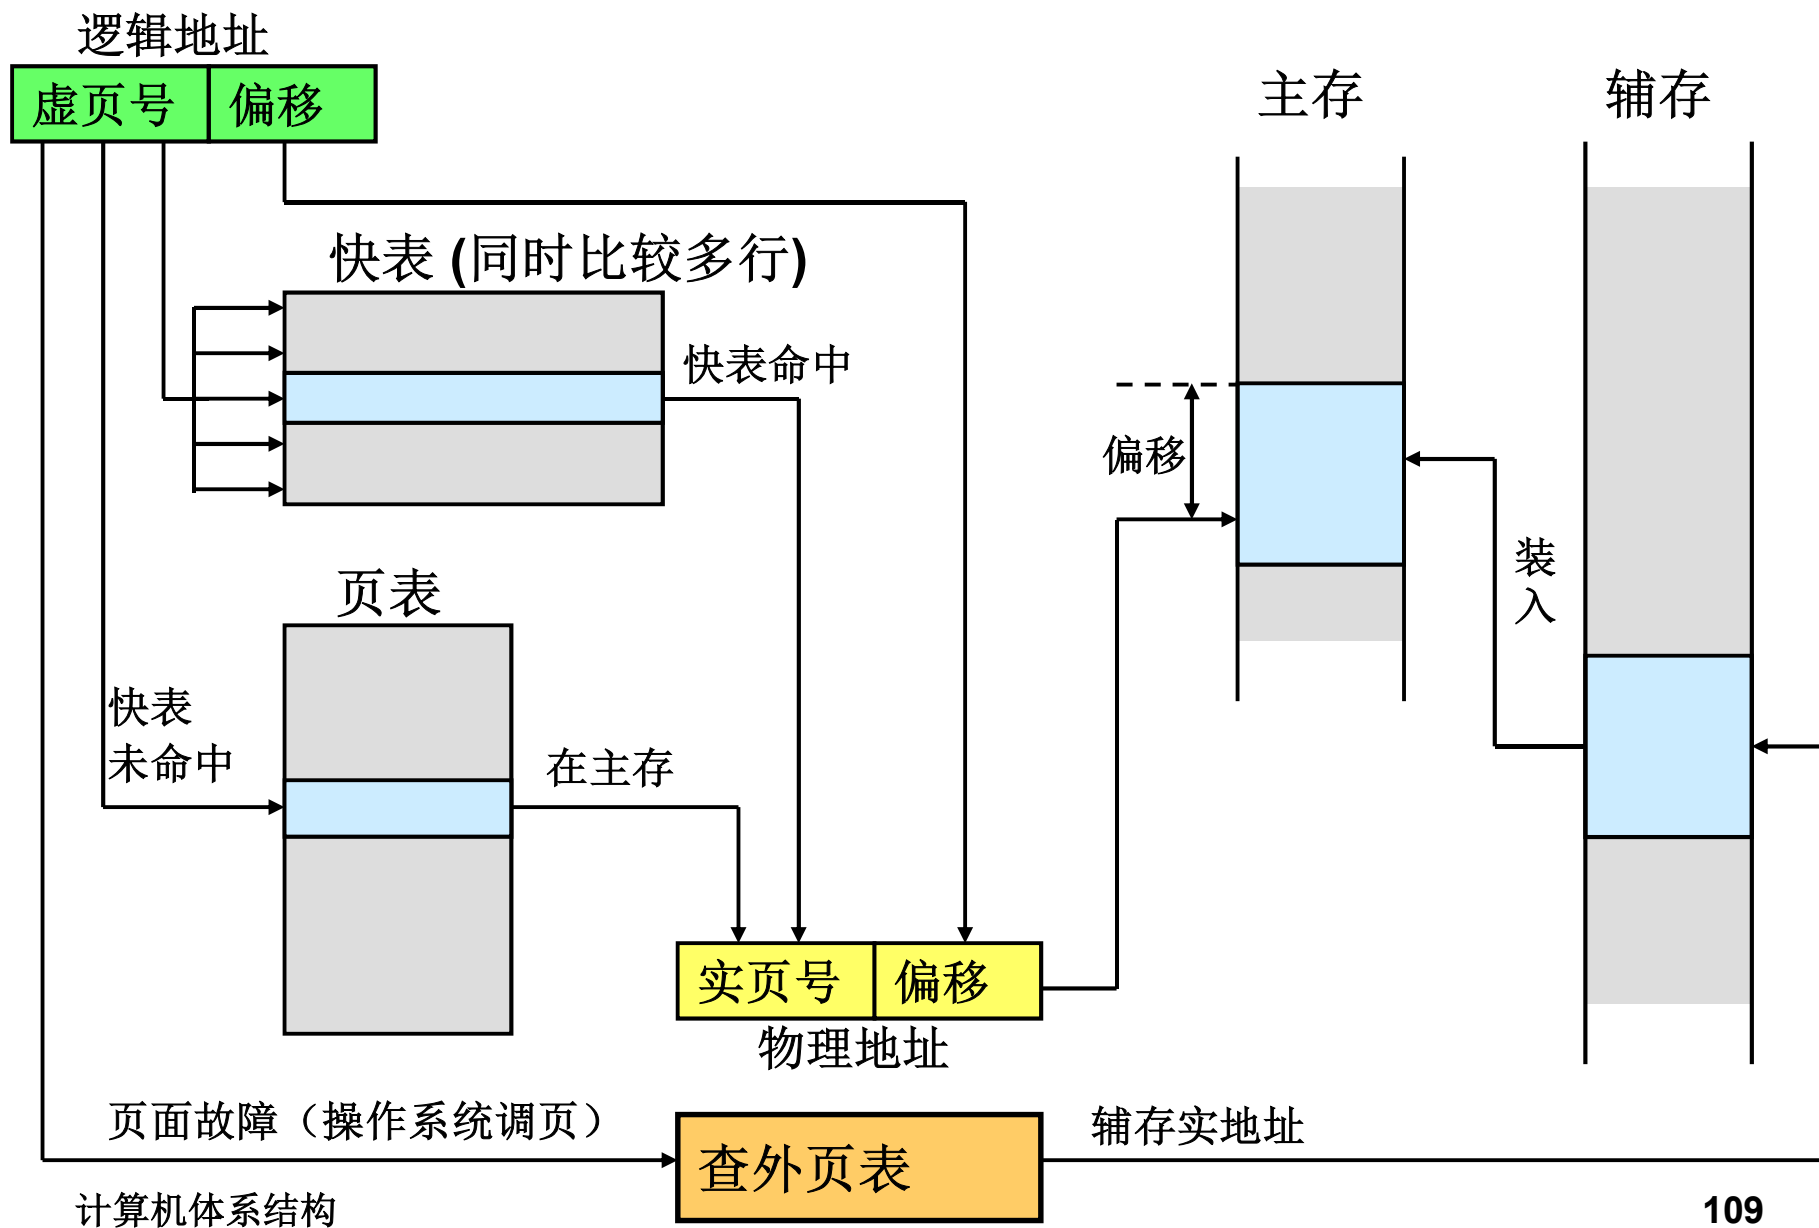 逻辑地址
虚页号 偏移
主存
辅存
快表 (同时比较多行)
快表命中
偏移
装
入
页表
快表
未命中
在主存
实页号 偏移
物理地址
页面故障（操作系统调页）
查外页表
辅存实地址
计算机体系结构
109